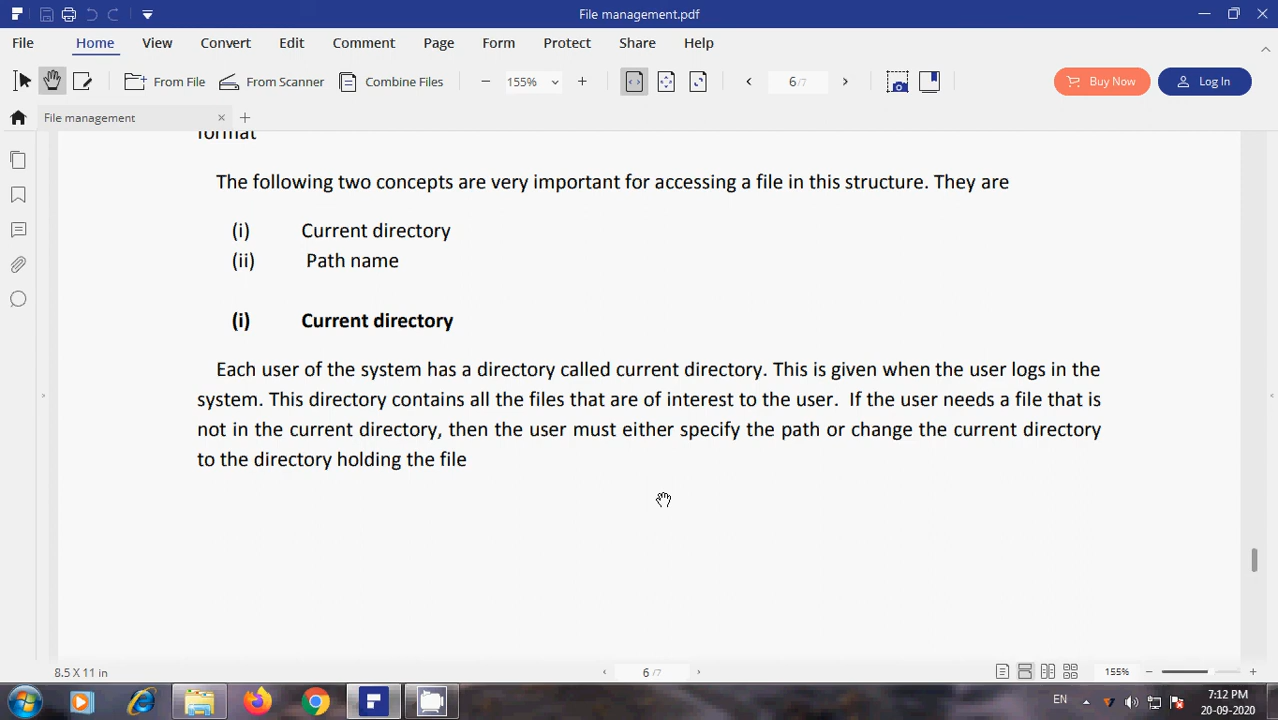 File management.pdf
File Home View Convert Edit Comment Page Form Protect Share Help
From File From Scanner Combine Files 155% 6/7 Buy Now Log In
File management
format
The following two concepts are very important for accessing a file in this structure. They are
(i) Current directory
(ii) Path name
(i) Current directory
Each user of the system has a directory called current directory. This is given when the user logs in the
system. This directory contains all the files that are of interest to the user. If the user needs a file that is
not in the current directory, then the user must either specify the path or change the current directory
to the directory holding the file
8.5 X 11 in 6 /7 155%
EN 7:12 PM
20-09-2020